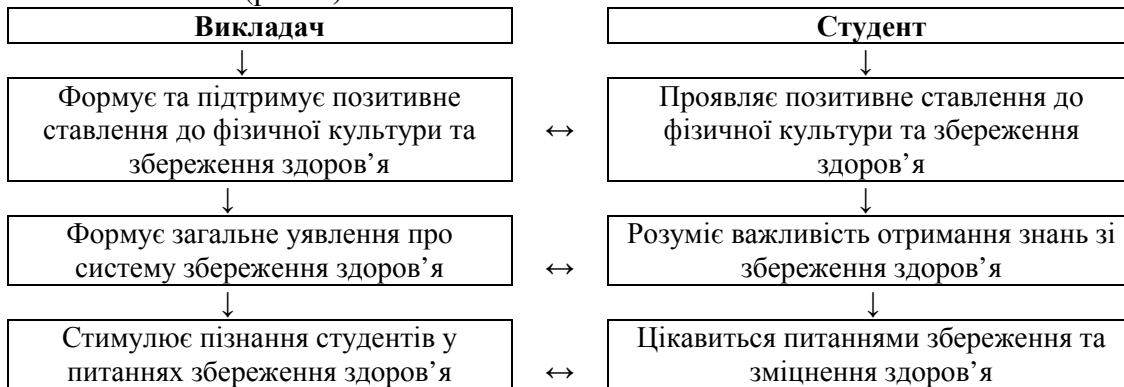 Викладач
Студент
↓
↓
Формує та підтримує позитивне
ставлення до фізичної культури та
збереження здоров’я
↔
Проявляє позитивне ставлення до
фізичної культури та збереження
здоров’я
↓
↓
Формує загальне уявлення про
систему збереження здоров’я
↔
Розуміє важливість отримання знань зі
збереження здоров’я
↓
↓
Стимулює пізнання студентів у
питаннях збереження здоров’я
↔
Цікавиться питаннями збереження та
зміцнення здоров’я